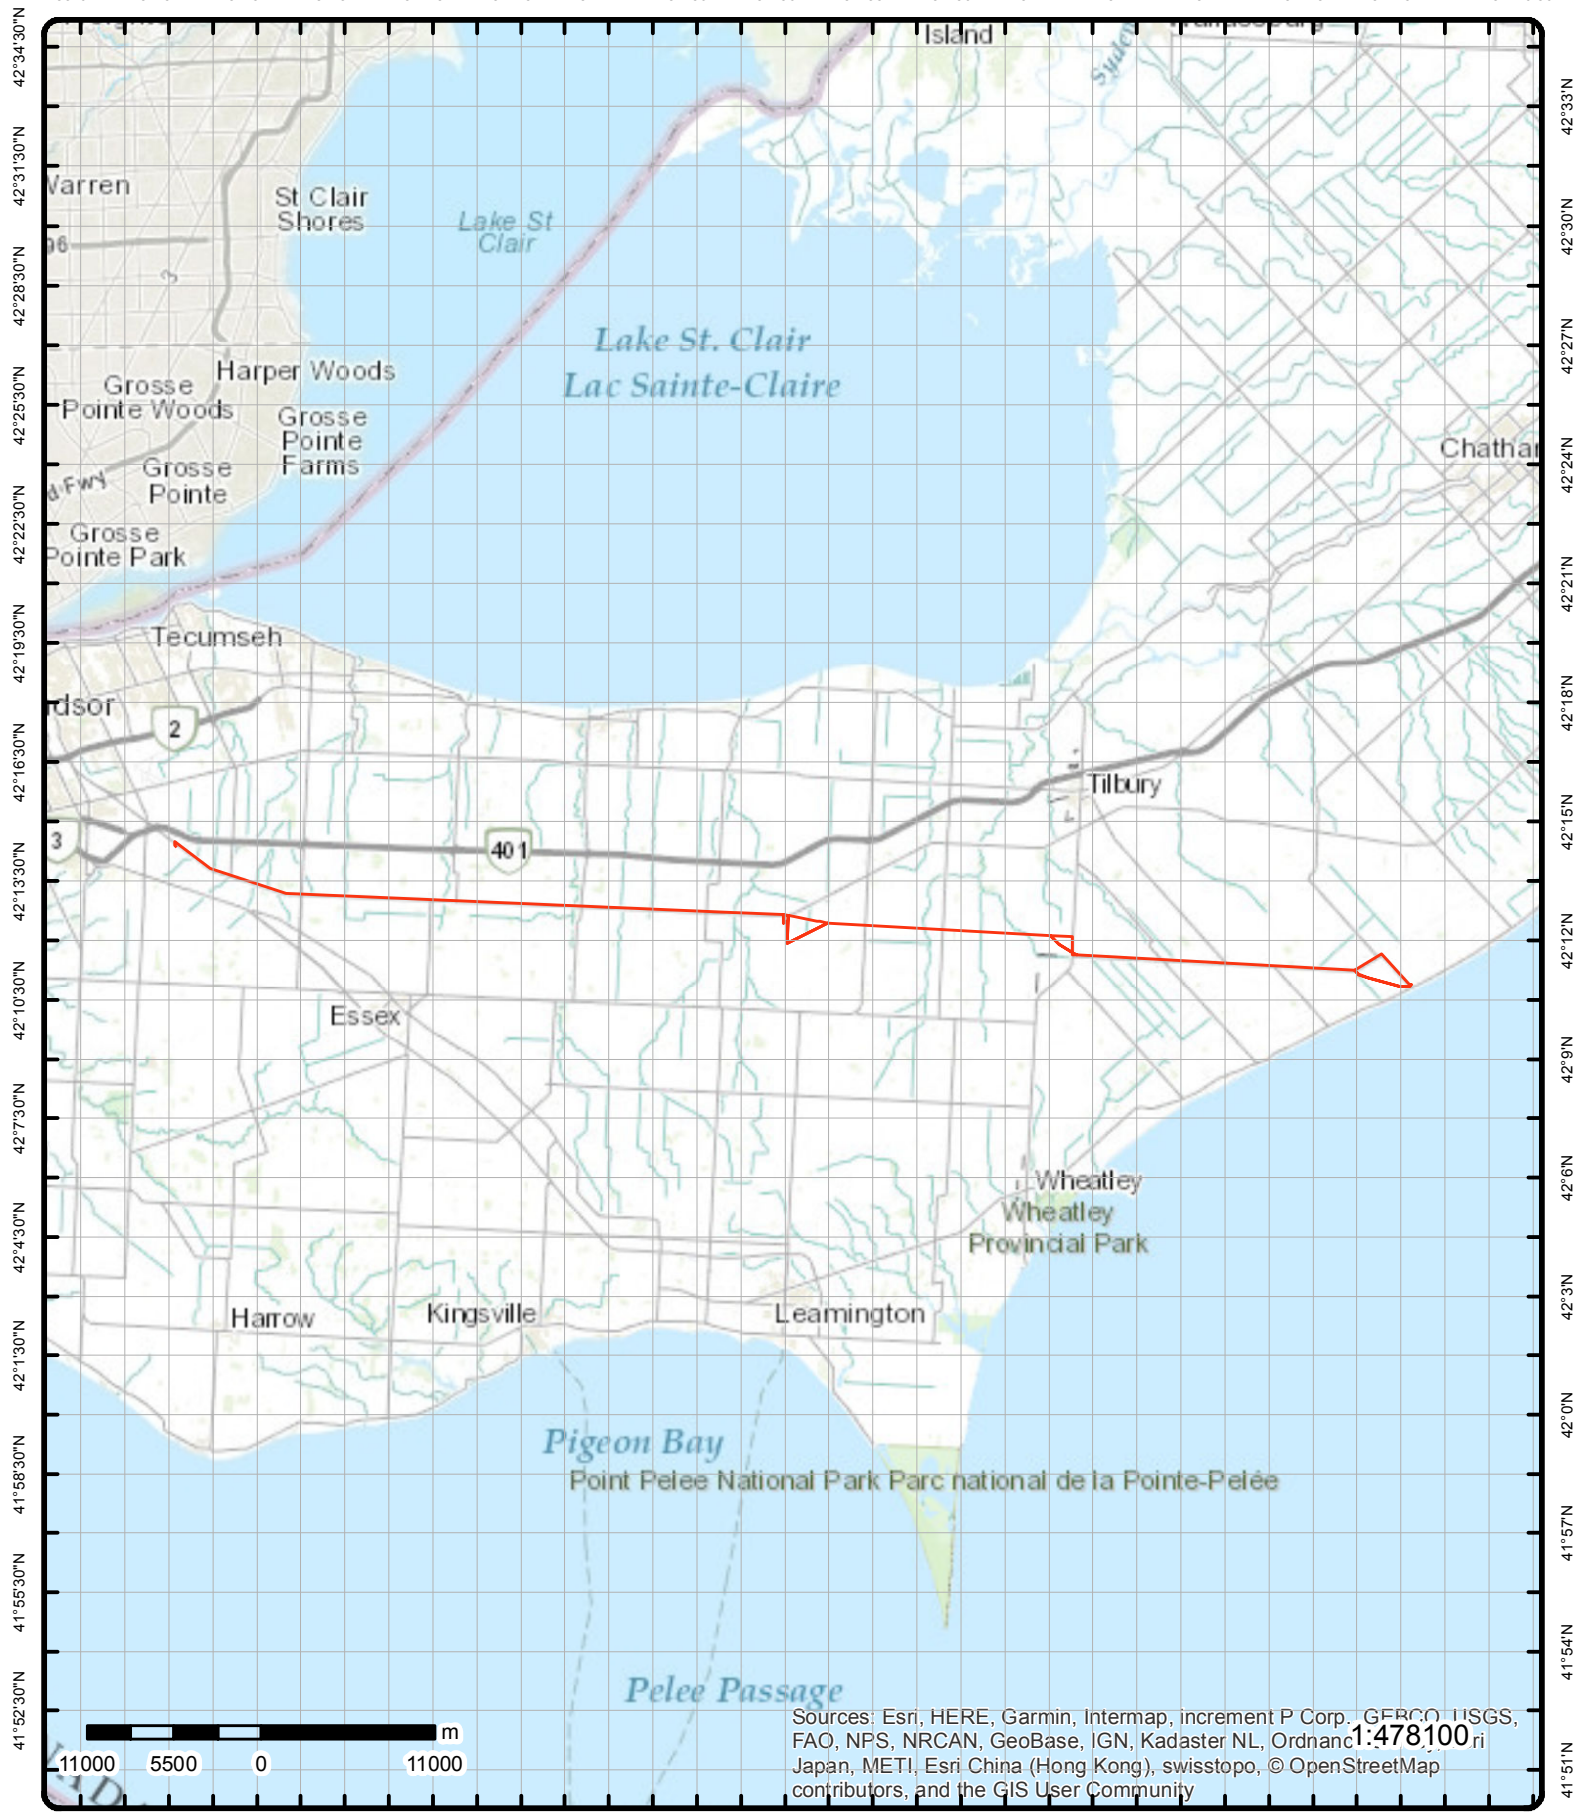 Island
Syden
42°34'30"N
42°33'N
42°31'30"N
42°30'N
42°28'30"N
42°27'N
42°25'30"N
42°24'N
42°22'30"N
42°21'N
42°19'30"N
42°18'N
42°16'30"N
42°15'N
42°13'30"N
42°12'N
42°10'30"N
42°9'N
42°7'30"N
42°6'N
42°4'30"N
42°3'N
42°1'30"N
42°0'N
41°58'30"N
41°57'N
41°55'30"N
41°54'N
41°52'30"N
41°51'N
Warren
St Clair
Shores
Lake St
Clair
96
3
Lake St. Clair
Lac Sainte-Claire
Harper Woods
Grosse
Pointe Woods
Grosse
Pointe
Farms
Grosse
Pointe
d Fwy
Grosse
Pointe Park
Chathar
Tecumseh
dsor
2
3
401
Tilbury
Essex
Wheatley
Wheatley
Provincial Park
Harrow
Kingsville
Leamington
Pigeon Bay
Point Pelee National Park Parc national de la Pointe-Pelée
Pelee Passage
Sources: Esri, HERE, Garmin, Intermap, increment P Corp., GEBCO, USGS,
FAO, NPS, NRCAN, GeoBase, IGN, Kadaster NL, Ordnanc
1:478100
Japan, METI, Esri China (Hong Kong), swisstopo, © OpenStreetMap
contributors, and the GIS User Community
m
11000 5500 0 11000